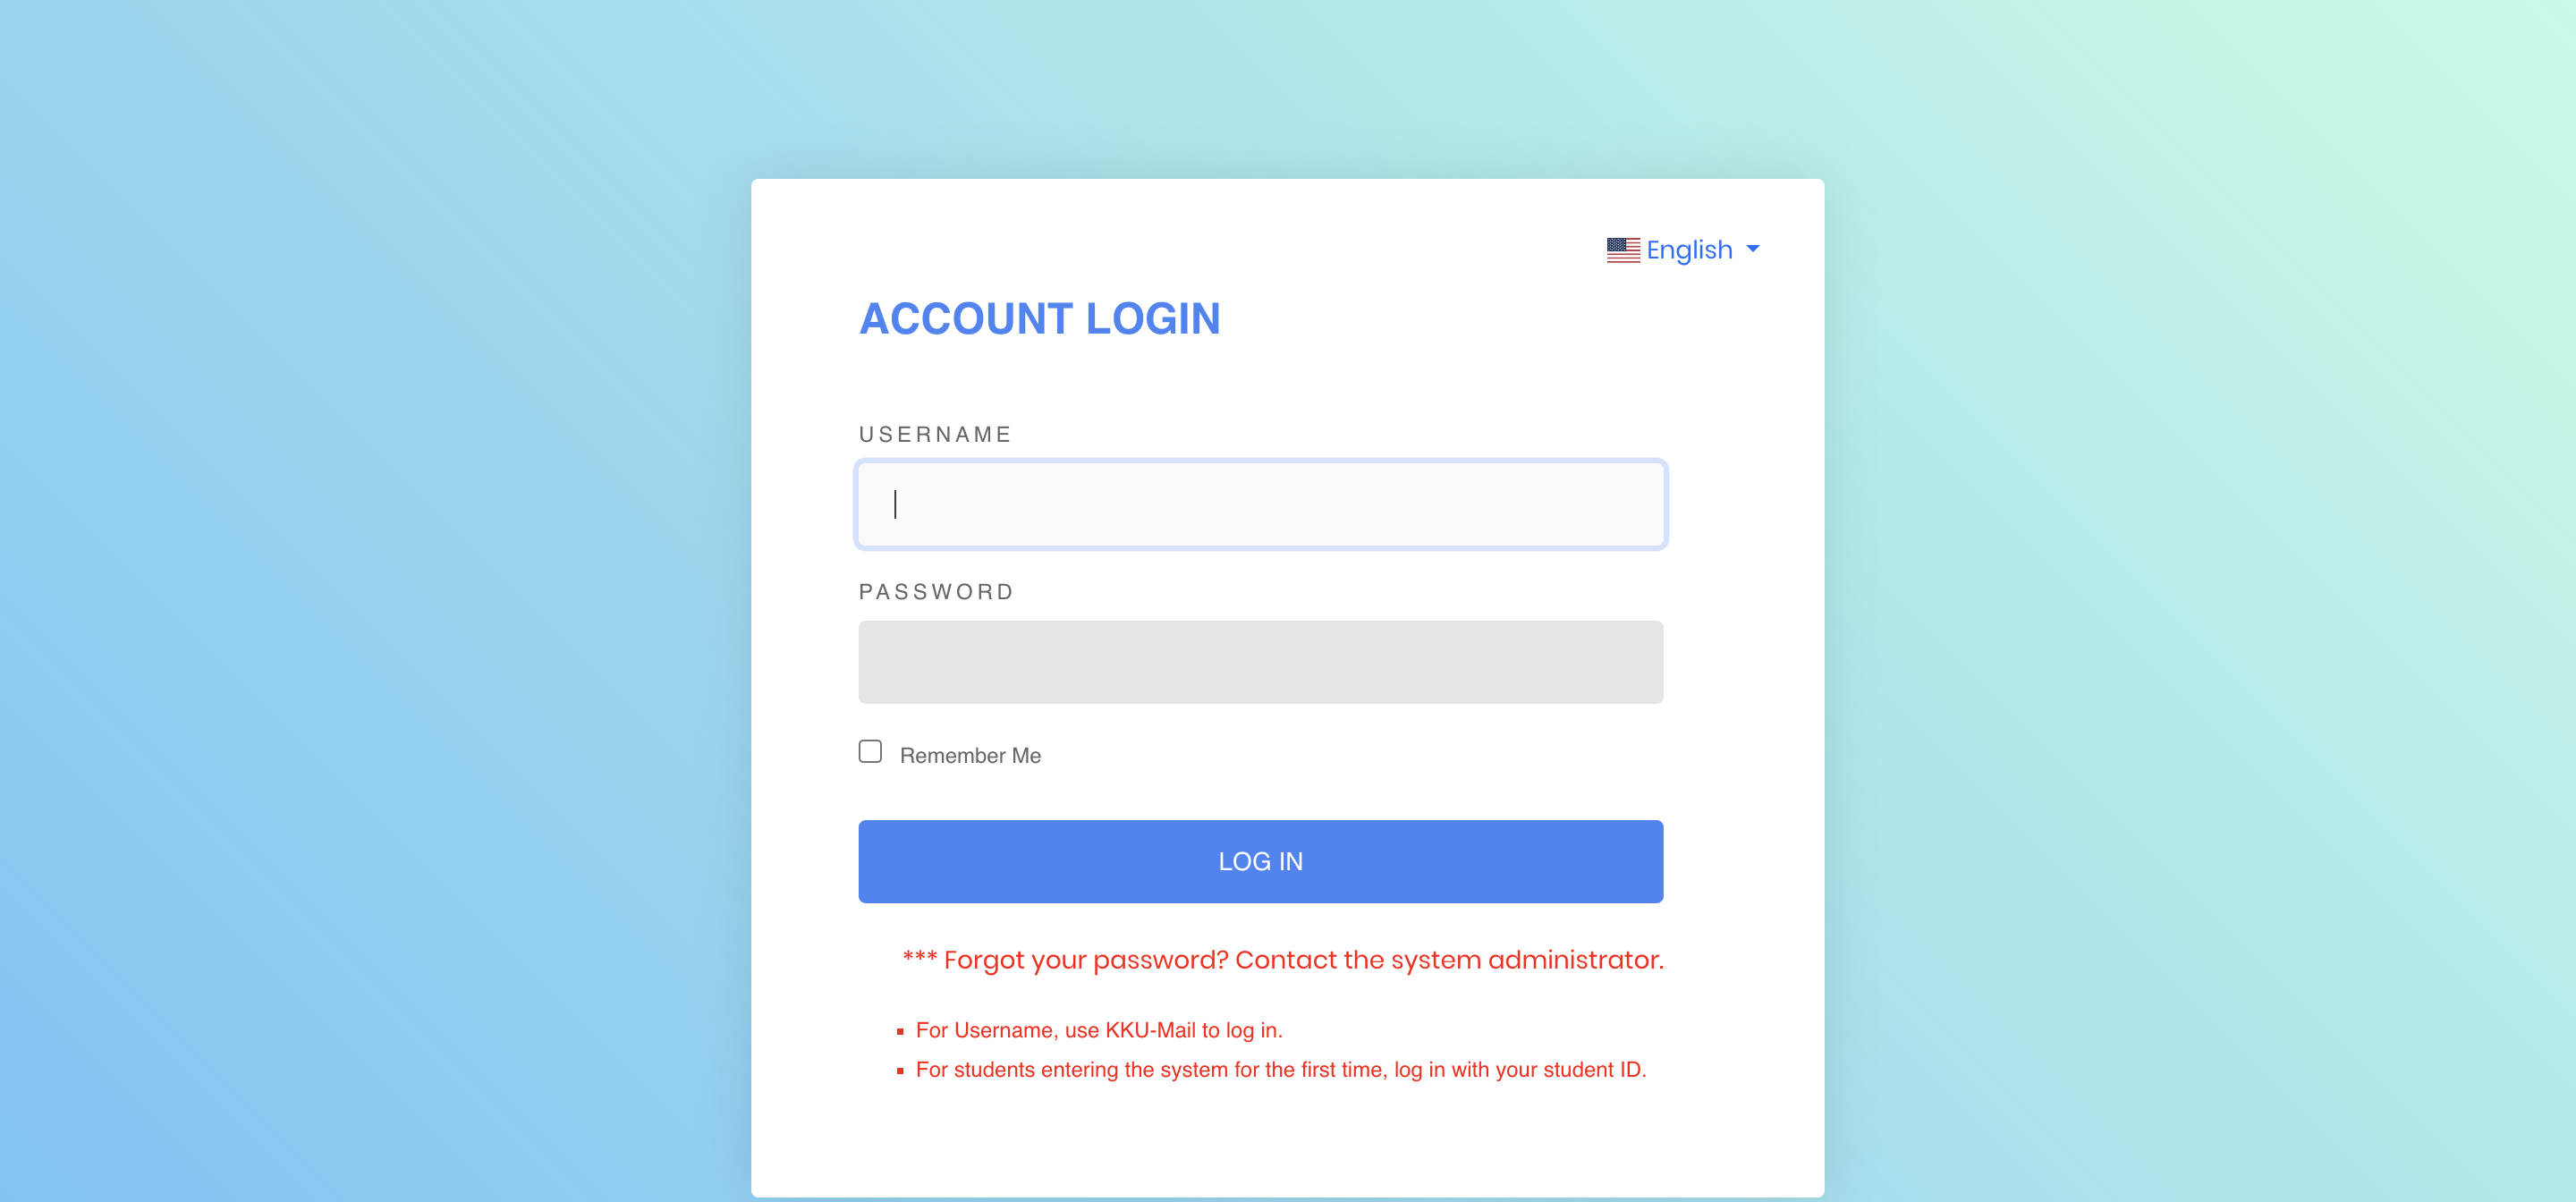 English
ACCOUNT LOGIN
USERNAME
PASSWORD
Remember Me
LOG IN
*** Forgot your password? Contact the system administrator.
▪ For Username, use KKU-Mail to log in.
▪ For students entering the system for the first time, log in with your student ID.